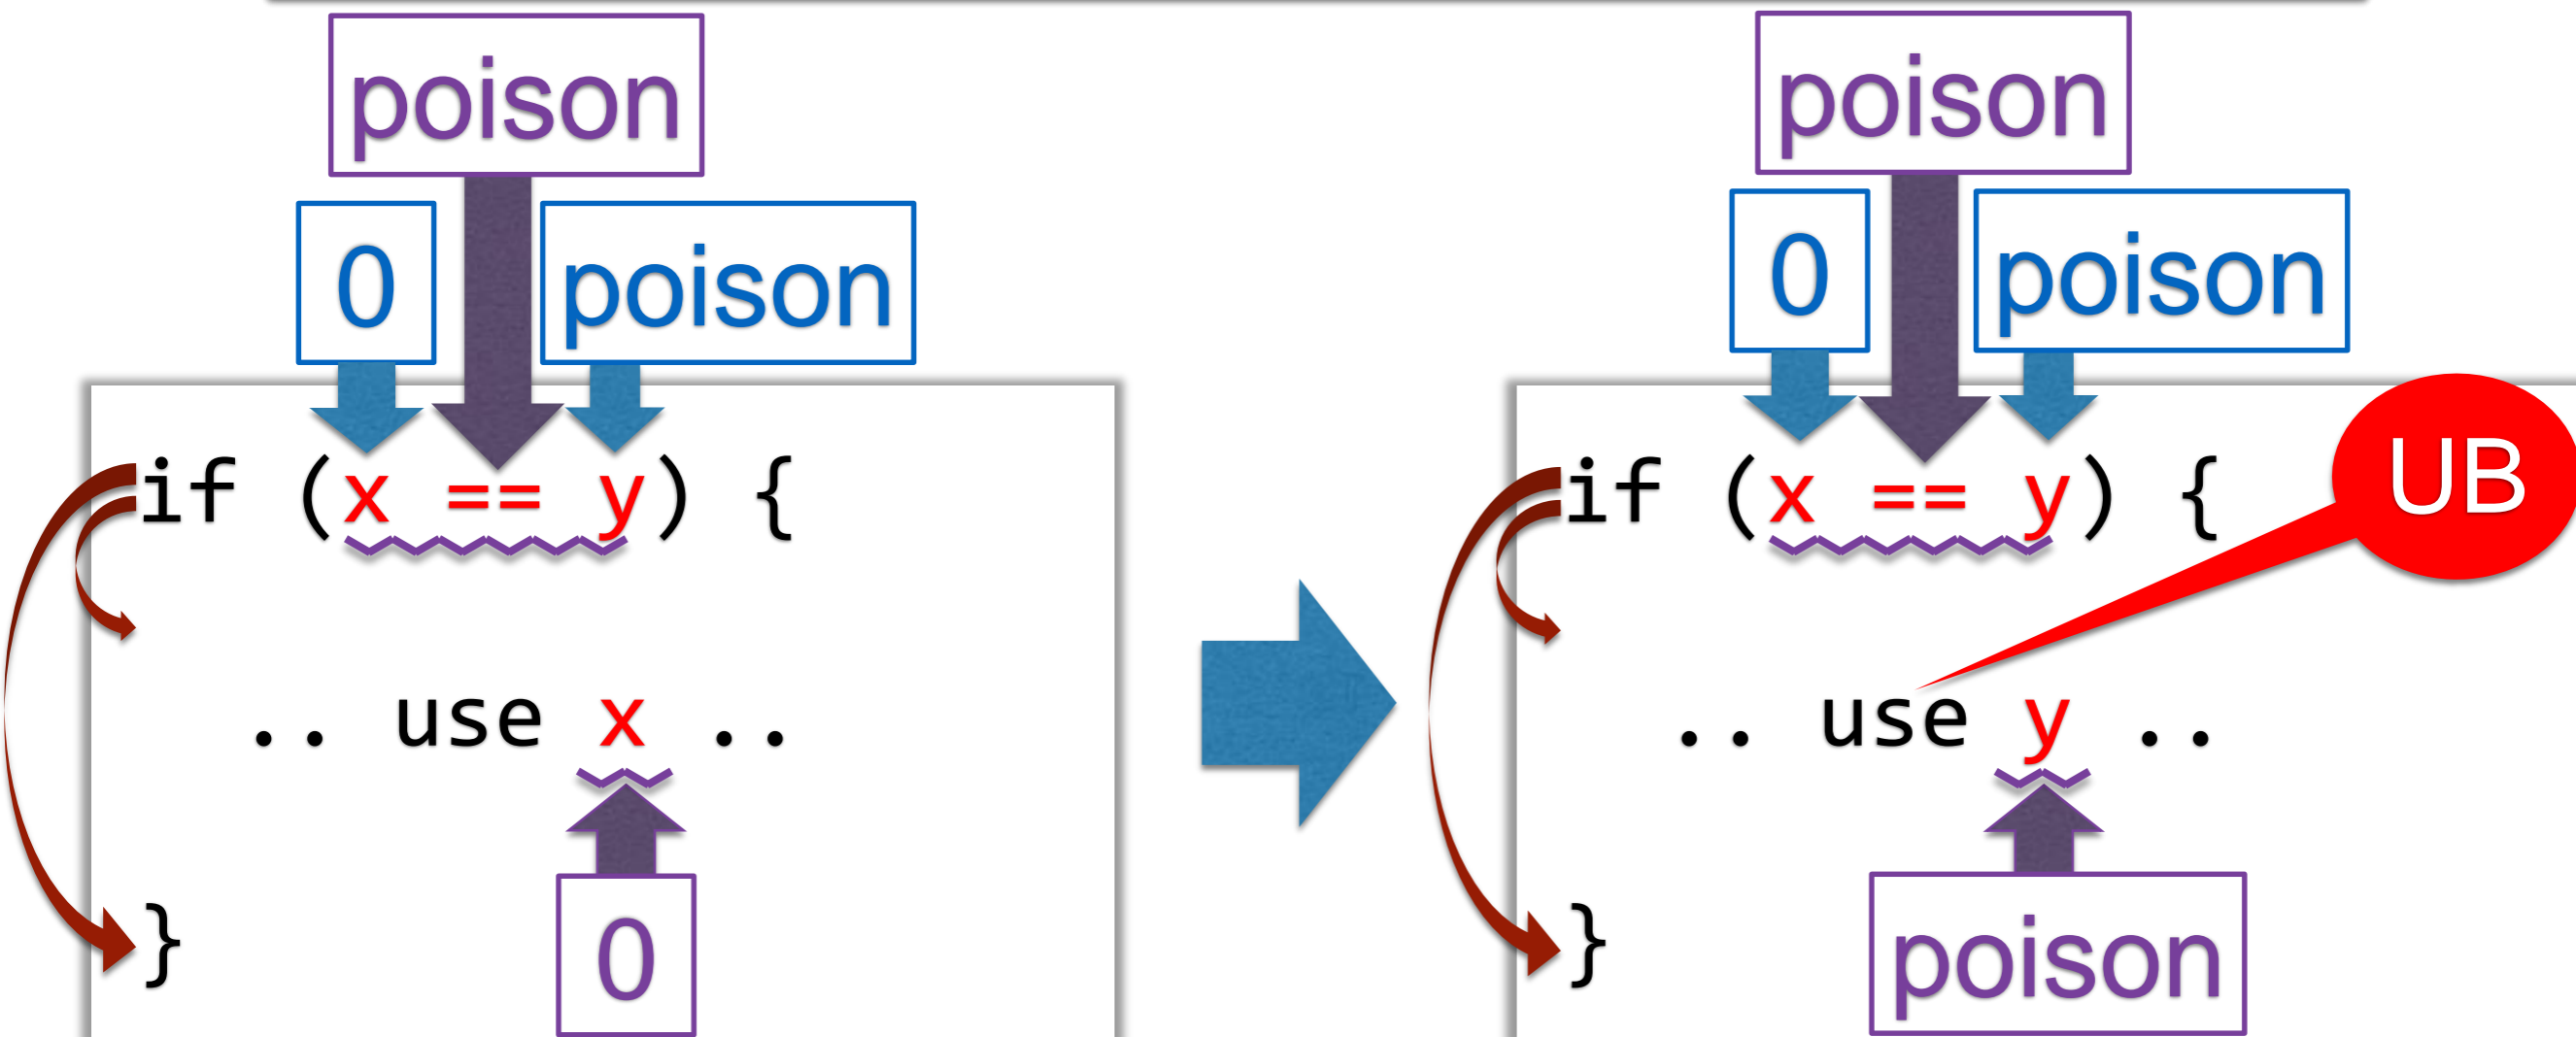 poison
0 poison
if (x == y) {
.. use x ..
}
0
poison
0 poison
UB
if (x == y) {
.. use y ..
}
poison